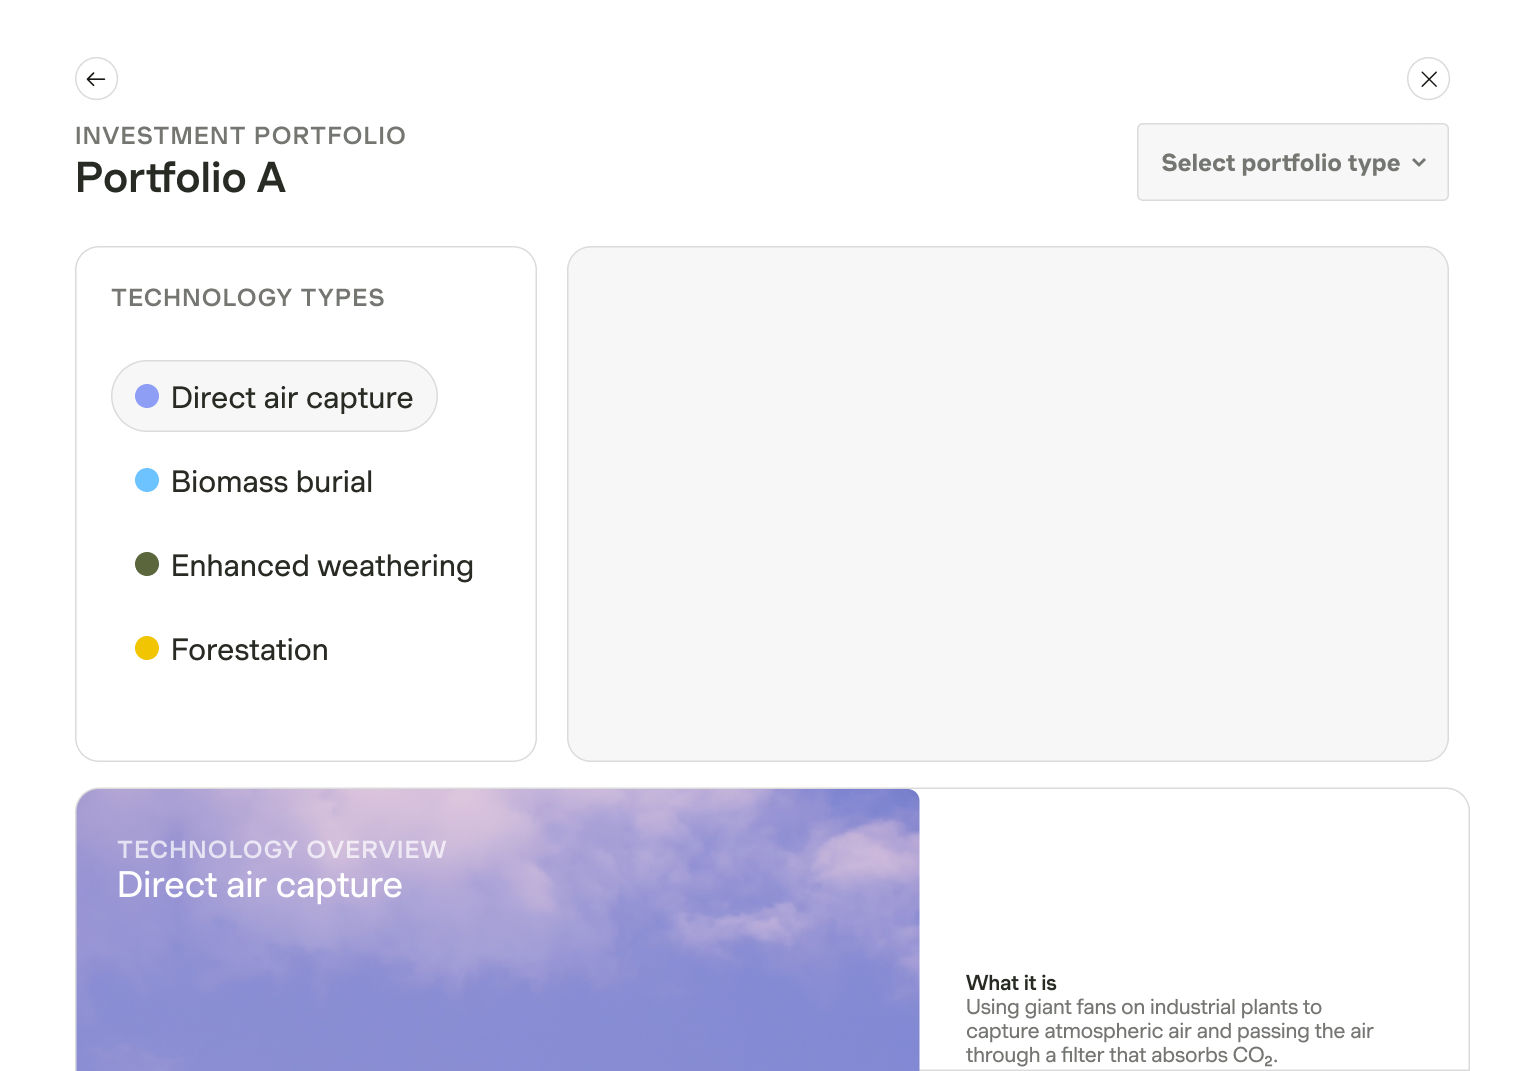 INVESTMENT PORTFOLIO
Portfolio A
Select portfolio type
TECHNOLOGY TYPES
Direct air capture
Biomass burial
Enhanced weathering
Forestation
TECHNOLOGY OVERVIEW
Direct air capture
What it is
Using giant fans on industrial plants to
capture atmospheric air and passing the air
through a filter that absorbs CO₂.